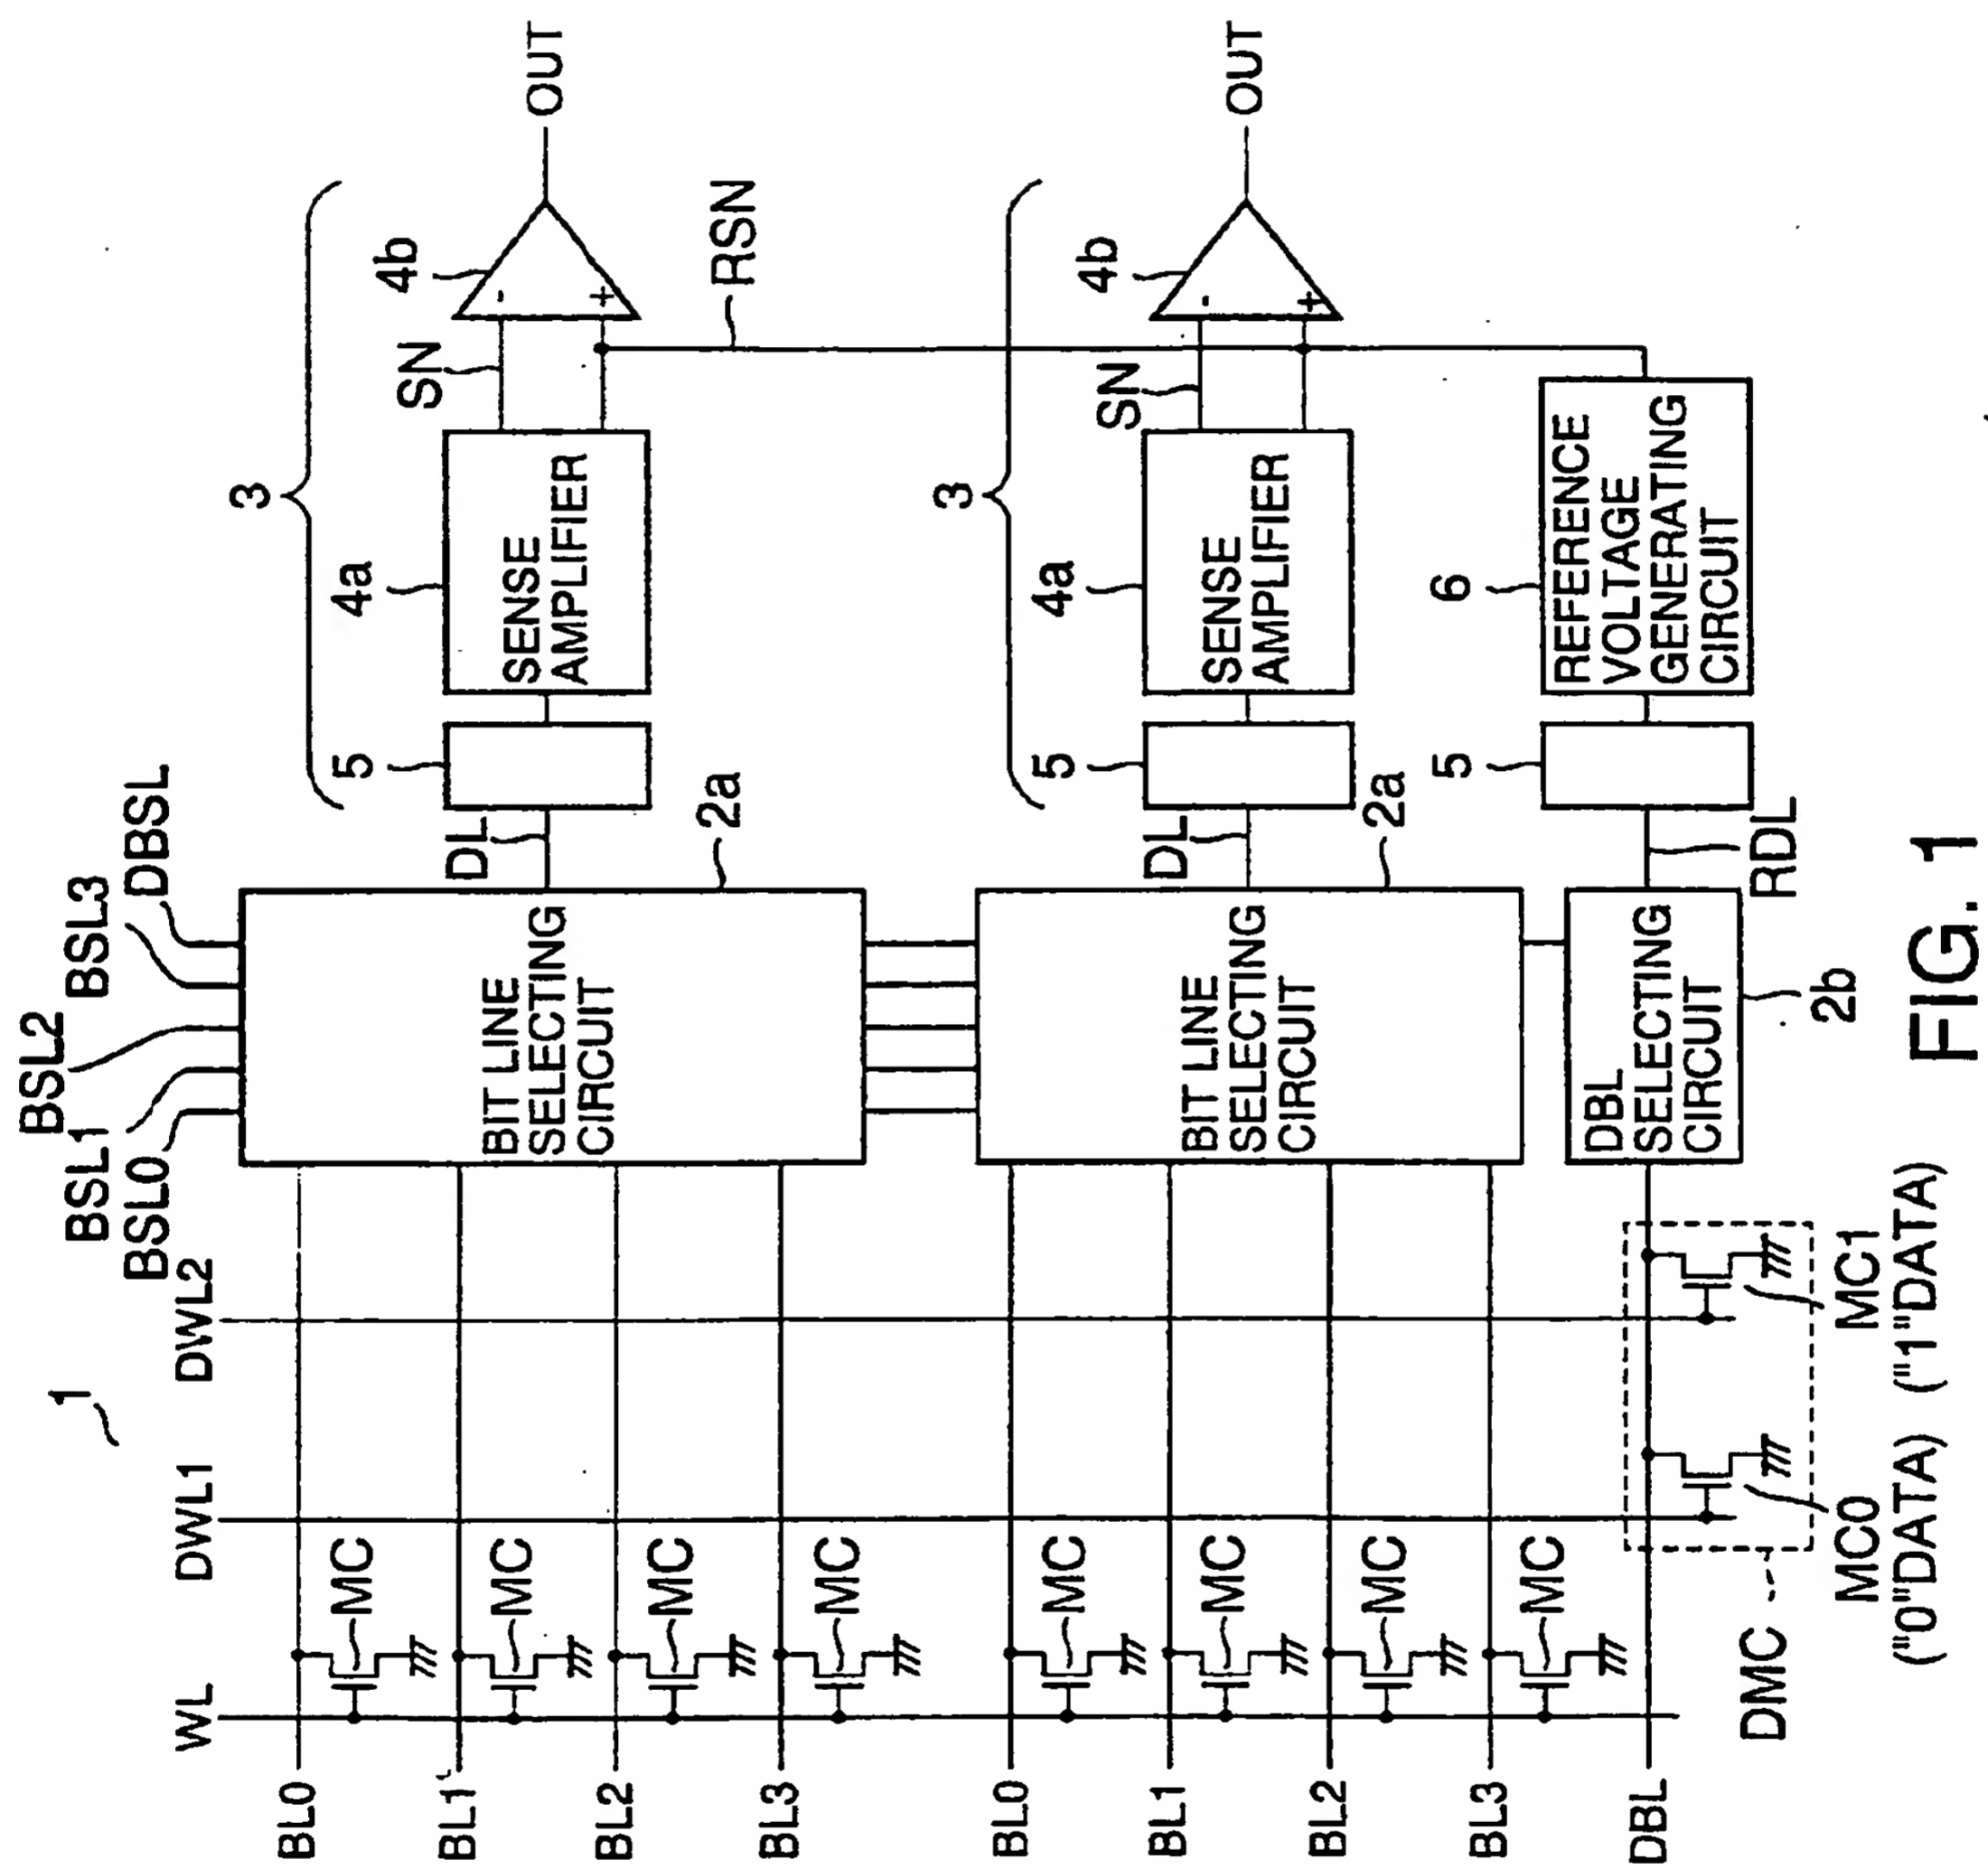 BSL2
BSL1
BSL3
BSL0
DBSL
1
WL
DWL1
DWL2
BL0
MC
BL1
MC
BL2
MC
BL3
MC
BIT LINE
SELECTING
CIRCUIT
2a
DL
5
3
4a
SENSE
AMPLIFIER
SN
4b
-
+
OUT
RSN
BL0
MC
BL1
MC
BL2
MC
BL3
MC
BIT LINE
SELECTING
CIRCUIT
2a
DL
5
3
4a
SENSE
AMPLIFIER
SN
4b
-
+
OUT
DBL
DMC
MC0
("0"DATA)
MC1
("1"DATA)
DBL
SELECTING
CIRCUIT
2b
RDL
5
6
REFERENCE
VOLTAGE
GENERATING
CIRCUIT
FIG. 1